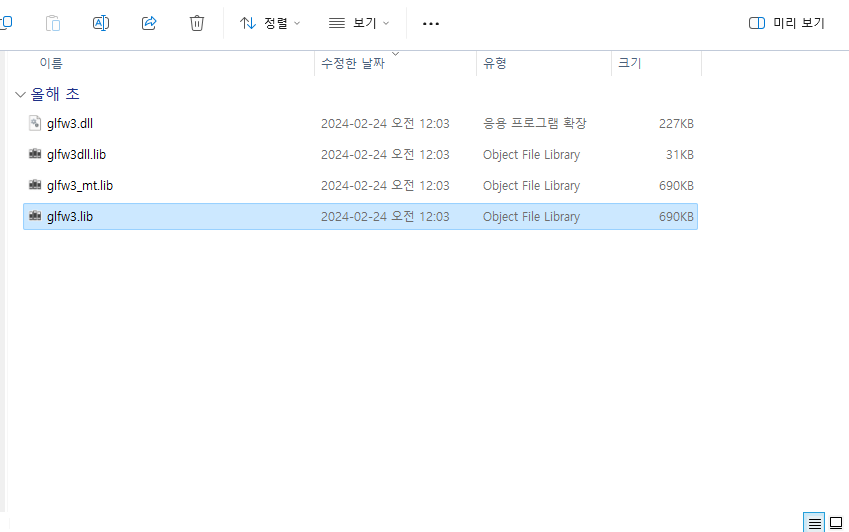 정렬 보기 ... 미리 보기
이름 수정한 날짜 유형 크기
올해 초
glfw3.dll 2024-02-24 오전 12:03 응용 프로그램 확장 227KB
glfw3dll.lib 2024-02-24 오전 12:03 Object File Library 31KB
glfw3_mt.lib 2024-02-24 오전 12:03 Object File Library 690KB
glfw3.lib 2024-02-24 오전 12:03 Object File Library 690KB